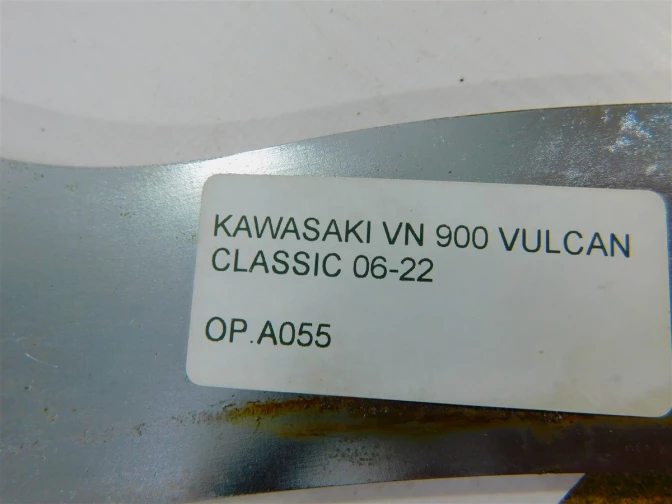 KAWASAKI VN 900 VULCAN
CLASSIC 06-22
OP.A055